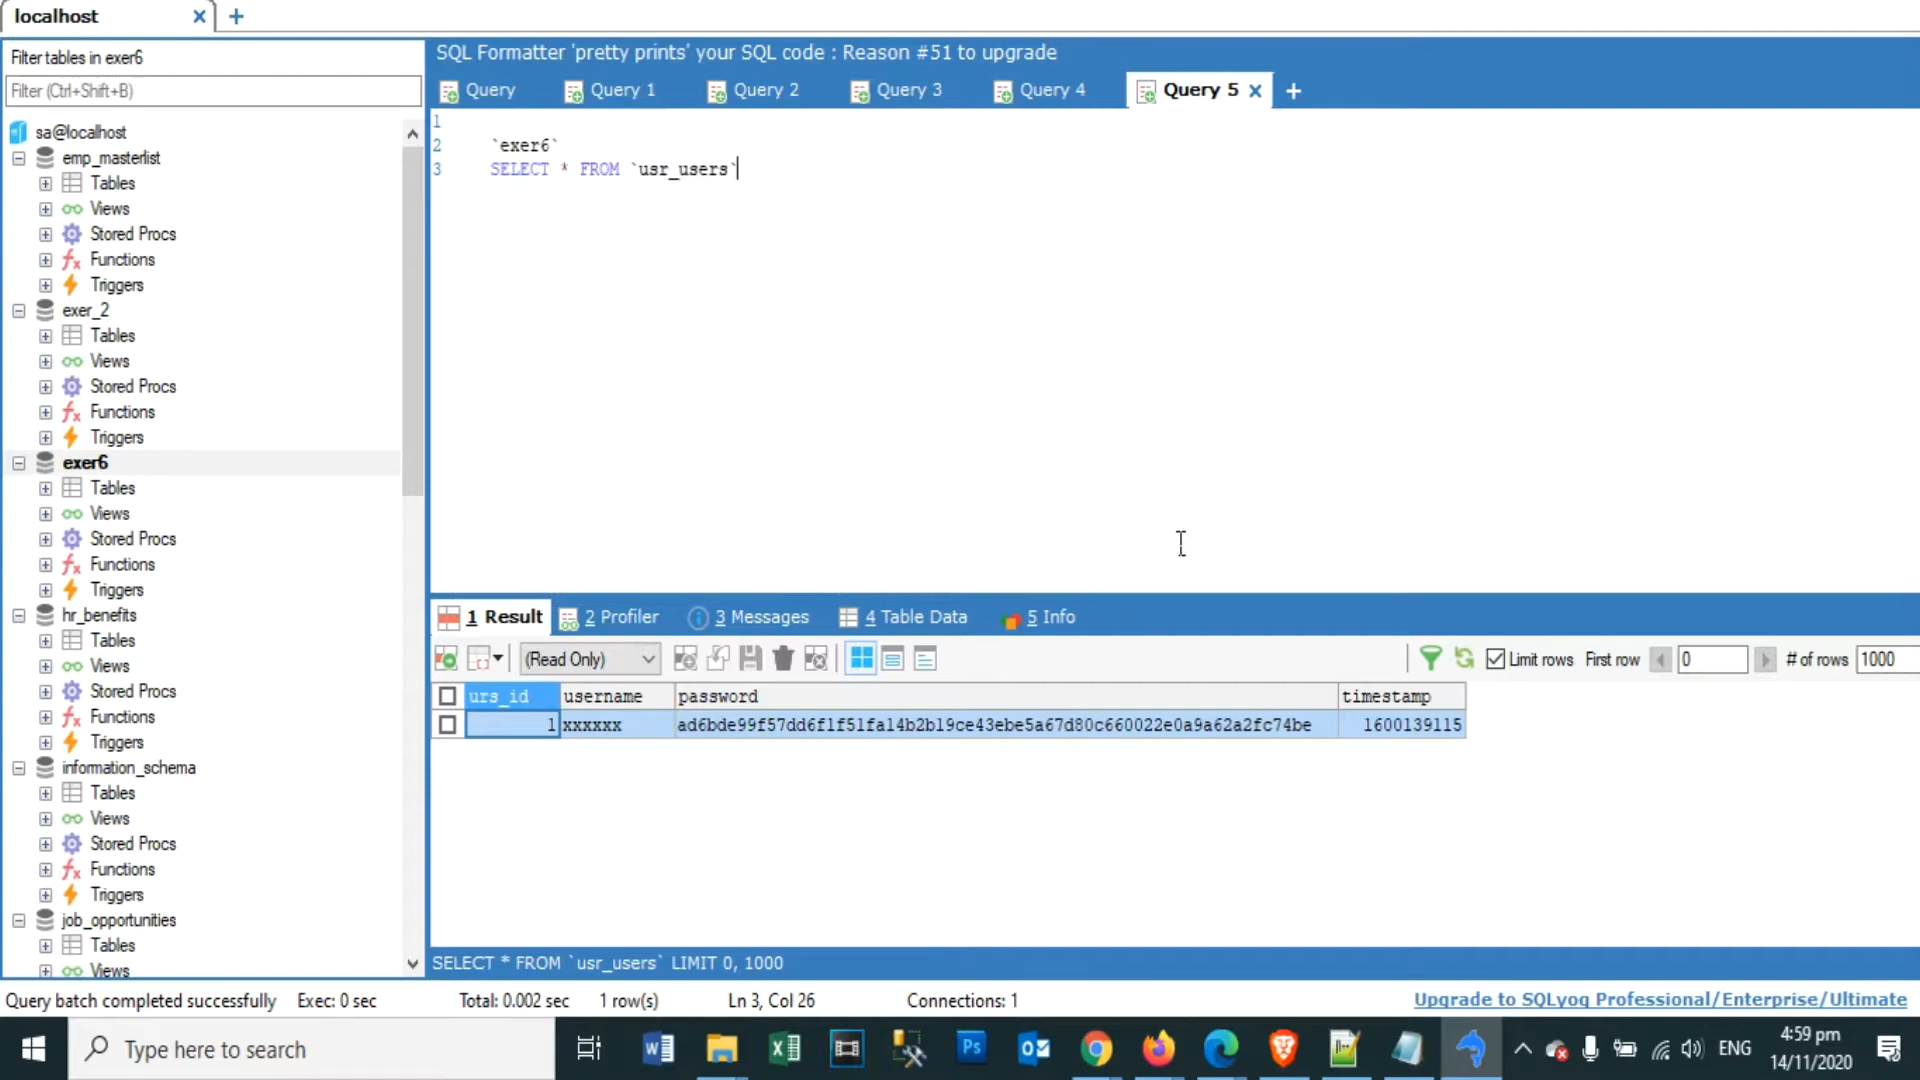 localhost
Filter tables in exer6
Filter (Ctrl+Shift+B)
sa@localhost
emp_masterlist
Tables
Views
Stored Procs
Functions
Triggers
exer_2
Tables
Views
Stored Procs
Functions
Triggers
exer6
Tables
Views
Stored Procs
Functions
Triggers
hr_benefits
Tables
Views
Stored Procs
Functions
Triggers
information_schema
Tables
Views
Stored Procs
Functions
Triggers
job_opportunities
Tables
Views
SQL Formatter 'pretty prints' your SQL code : Reason #51 to upgrade
Query Query 1 Query 2 Query 3 Query 4 Query 5
1
2 `exer6`
3 SELECT * FROM `usr_users`
1 Result 2 Profiler 3 Messages 4 Table Data 5 Info
(Read Only) Limit rows First row 0 # of rows 1000
urs_id username password timestamp
1 xxxxxx ad6bde99f57dd6f1f51fa14b2b19ce43ebe5a67d80c660022e0a9a62a2fc74be 1600139115
SELECT * FROM `usr_users` LIMIT 0, 1000
Query batch completed successfully Exec: 0 sec Total: 0.002 sec 1 row(s) Ln 3, Col 26 Connections: 1 Upgrade to SQLyog Professional/Enterprise/Ultimate
Type here to search ENG 4:59 pm
14/11/2020